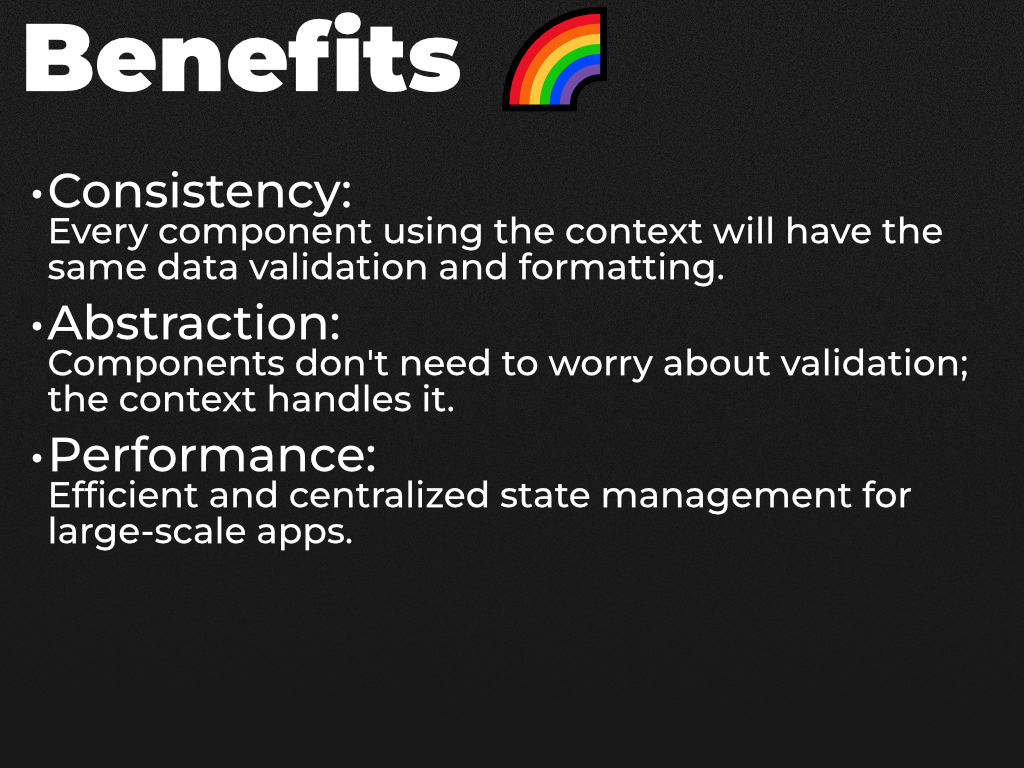 Benefits
•Consistency:
Every component using the context will have the
same data validation and formatting.
•Abstraction:
Components don't need to worry about validation;
the context handles it.
•Performance:
Efficient and centralized state management for
large-scale apps.